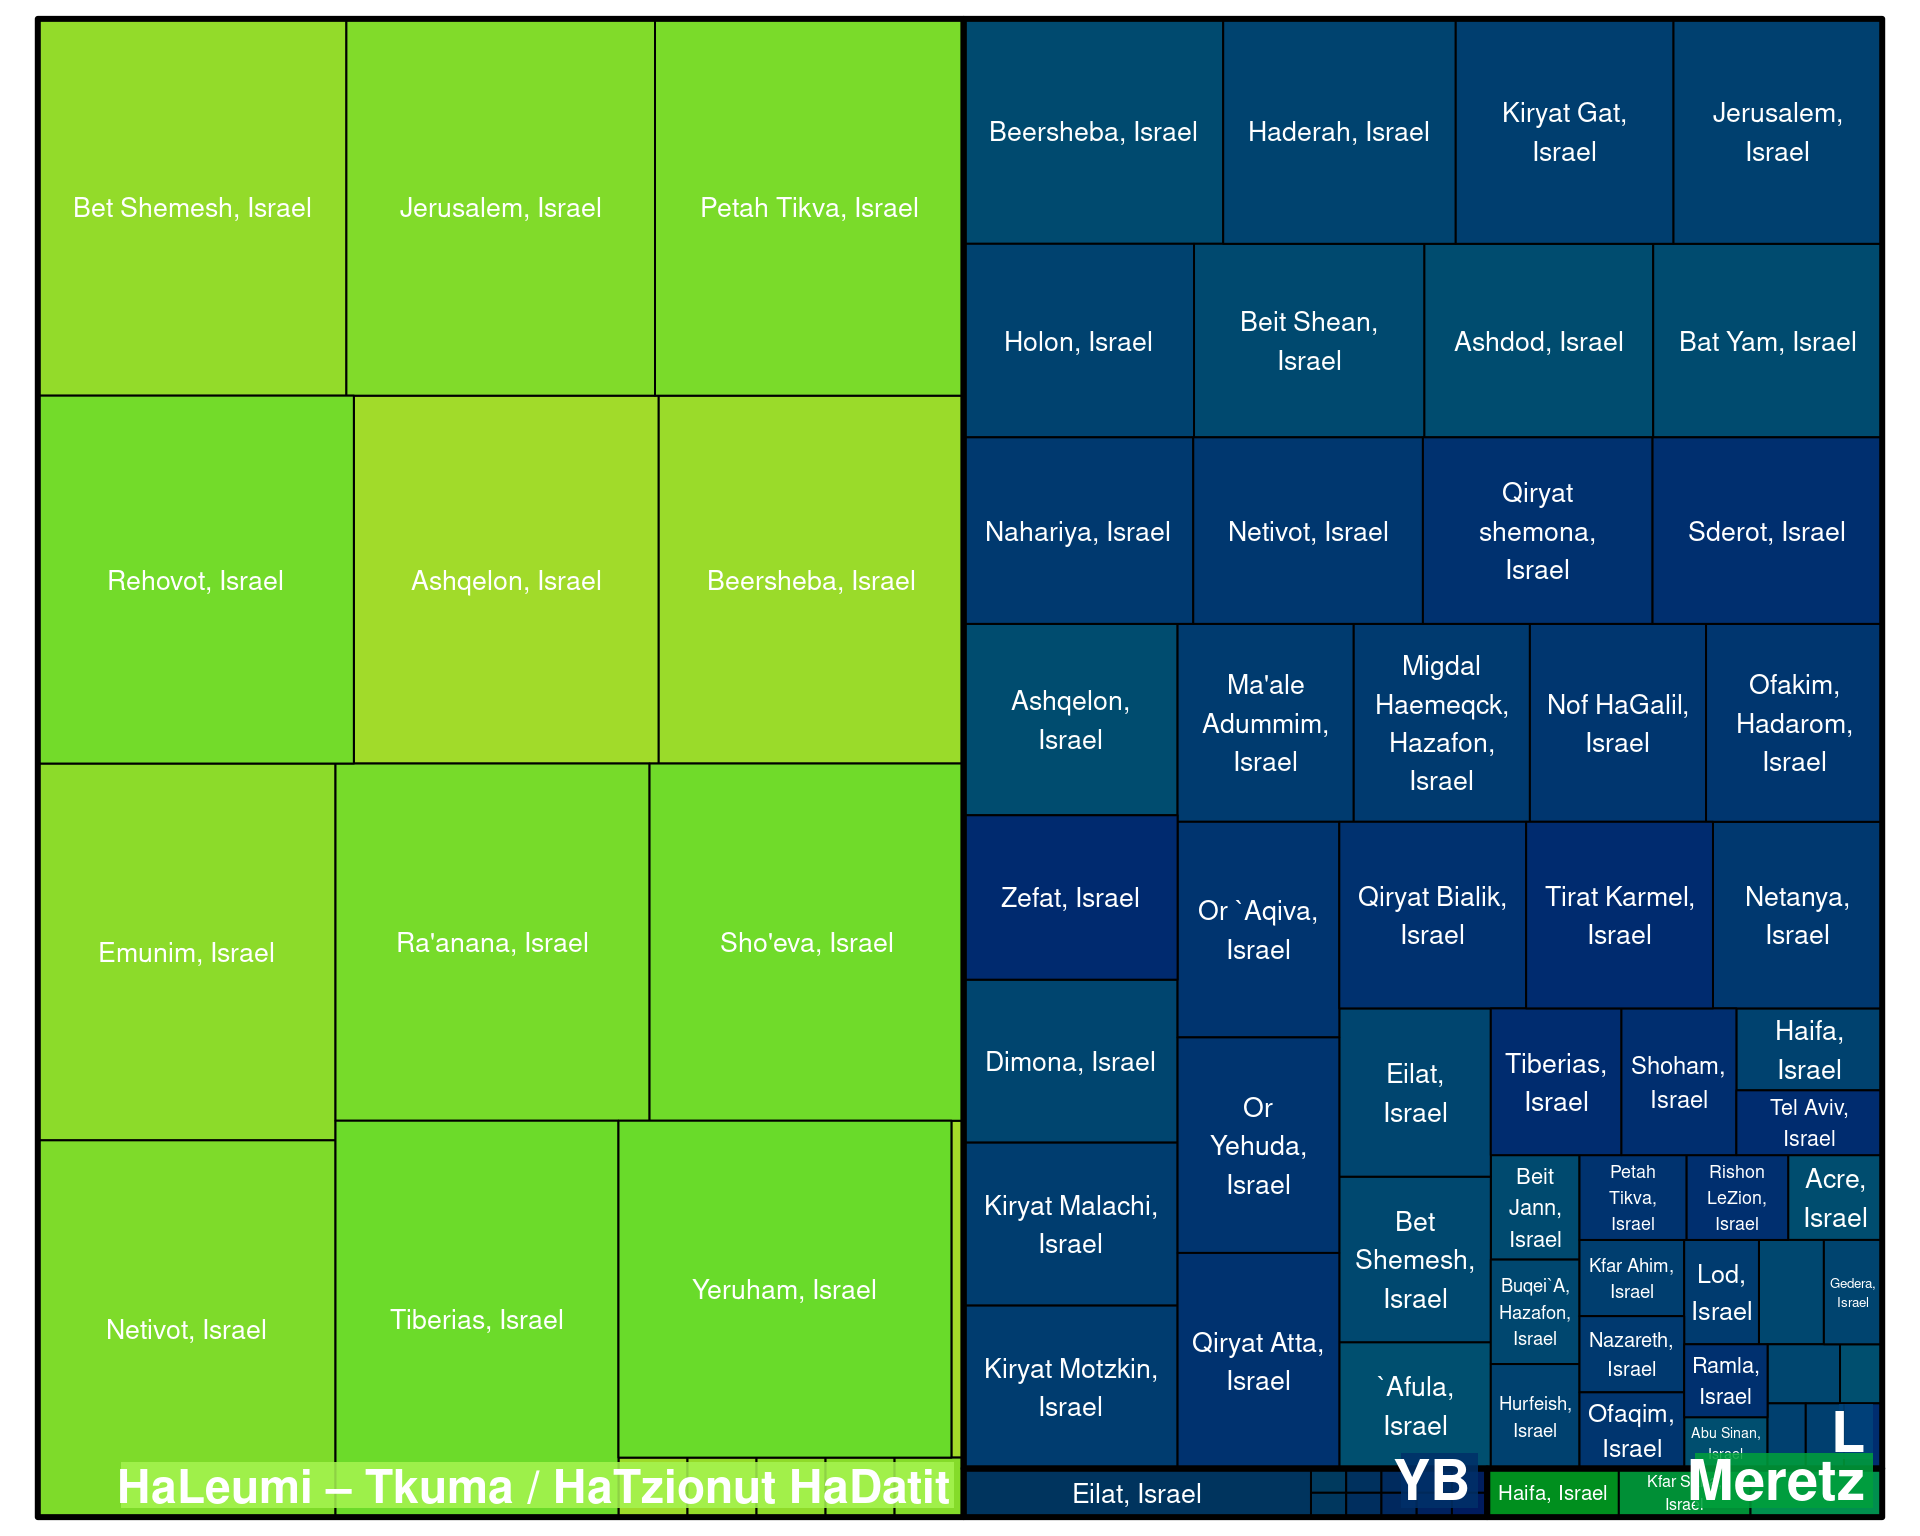 Bet Shemesh, Israel
Jerusalem, Israel
Petah Tikva, Israel
Rehovot, Israel
Ashqelon, Israel
Beersheba, Israel
Emunim, Israel
Ra'anana, Israel
Sho'eva, Israel
Netivot, Israel
Tiberias, Israel
Yeruham, Israel
HaLeumi – Tkuma / HaTzionut HaDatit
Beersheba, Israel
Haderah, Israel
Kiryat Gat,
Israel
Jerusalem,
Israel
Holon, Israel
Beit Shean,
Israel
Ashdod, Israel
Bat Yam, Israel
Nahariya, Israel
Netivot, Israel
Qiryat
shemona,
Israel
Sderot, Israel
Ashqelon,
Israel
Ma'ale
Adummim,
Israel
Migdal
Haemeqck,
Hazafon,
Israel
Nof HaGalil,
Israel
Ofakim,
Hadarom,
Israel
Zefat, Israel
Or `Aqiva,
Israel
Qiryat Bialik,
Israel
Tirat Karmel,
Israel
Netanya,
Israel
Dimona, Israel
Or
Yehuda,
Israel
Eilat,
Israel
Tiberias,
Israel
Shoham,
Israel
Haifa,
Israel
Tel Aviv,
Israel
Kiryat Malachi,
Israel
Bet
Shemesh,
Israel
Beit
Jann,
Israel
Petah
Tikva,
Israel
Rishon
LeZion,
Israel
Acre,
Israel
Kiryat Motzkin,
Israel
Qiryat Atta,
Israel
`Afula,
Israel
Buqei`A,
Hazafon,
Israel
Kfar Ahim,
Israel
Lod,
Israel
Gedera,
Israel
Nazareth,
Israel
Ramla,
Israel
Hurfeish,
Israel
Ofaqim,
Israel
Abu Sinan,
Israel
L
Eilat, Israel
YB
Haifa, Israel
Kfar
Israel
Meretz